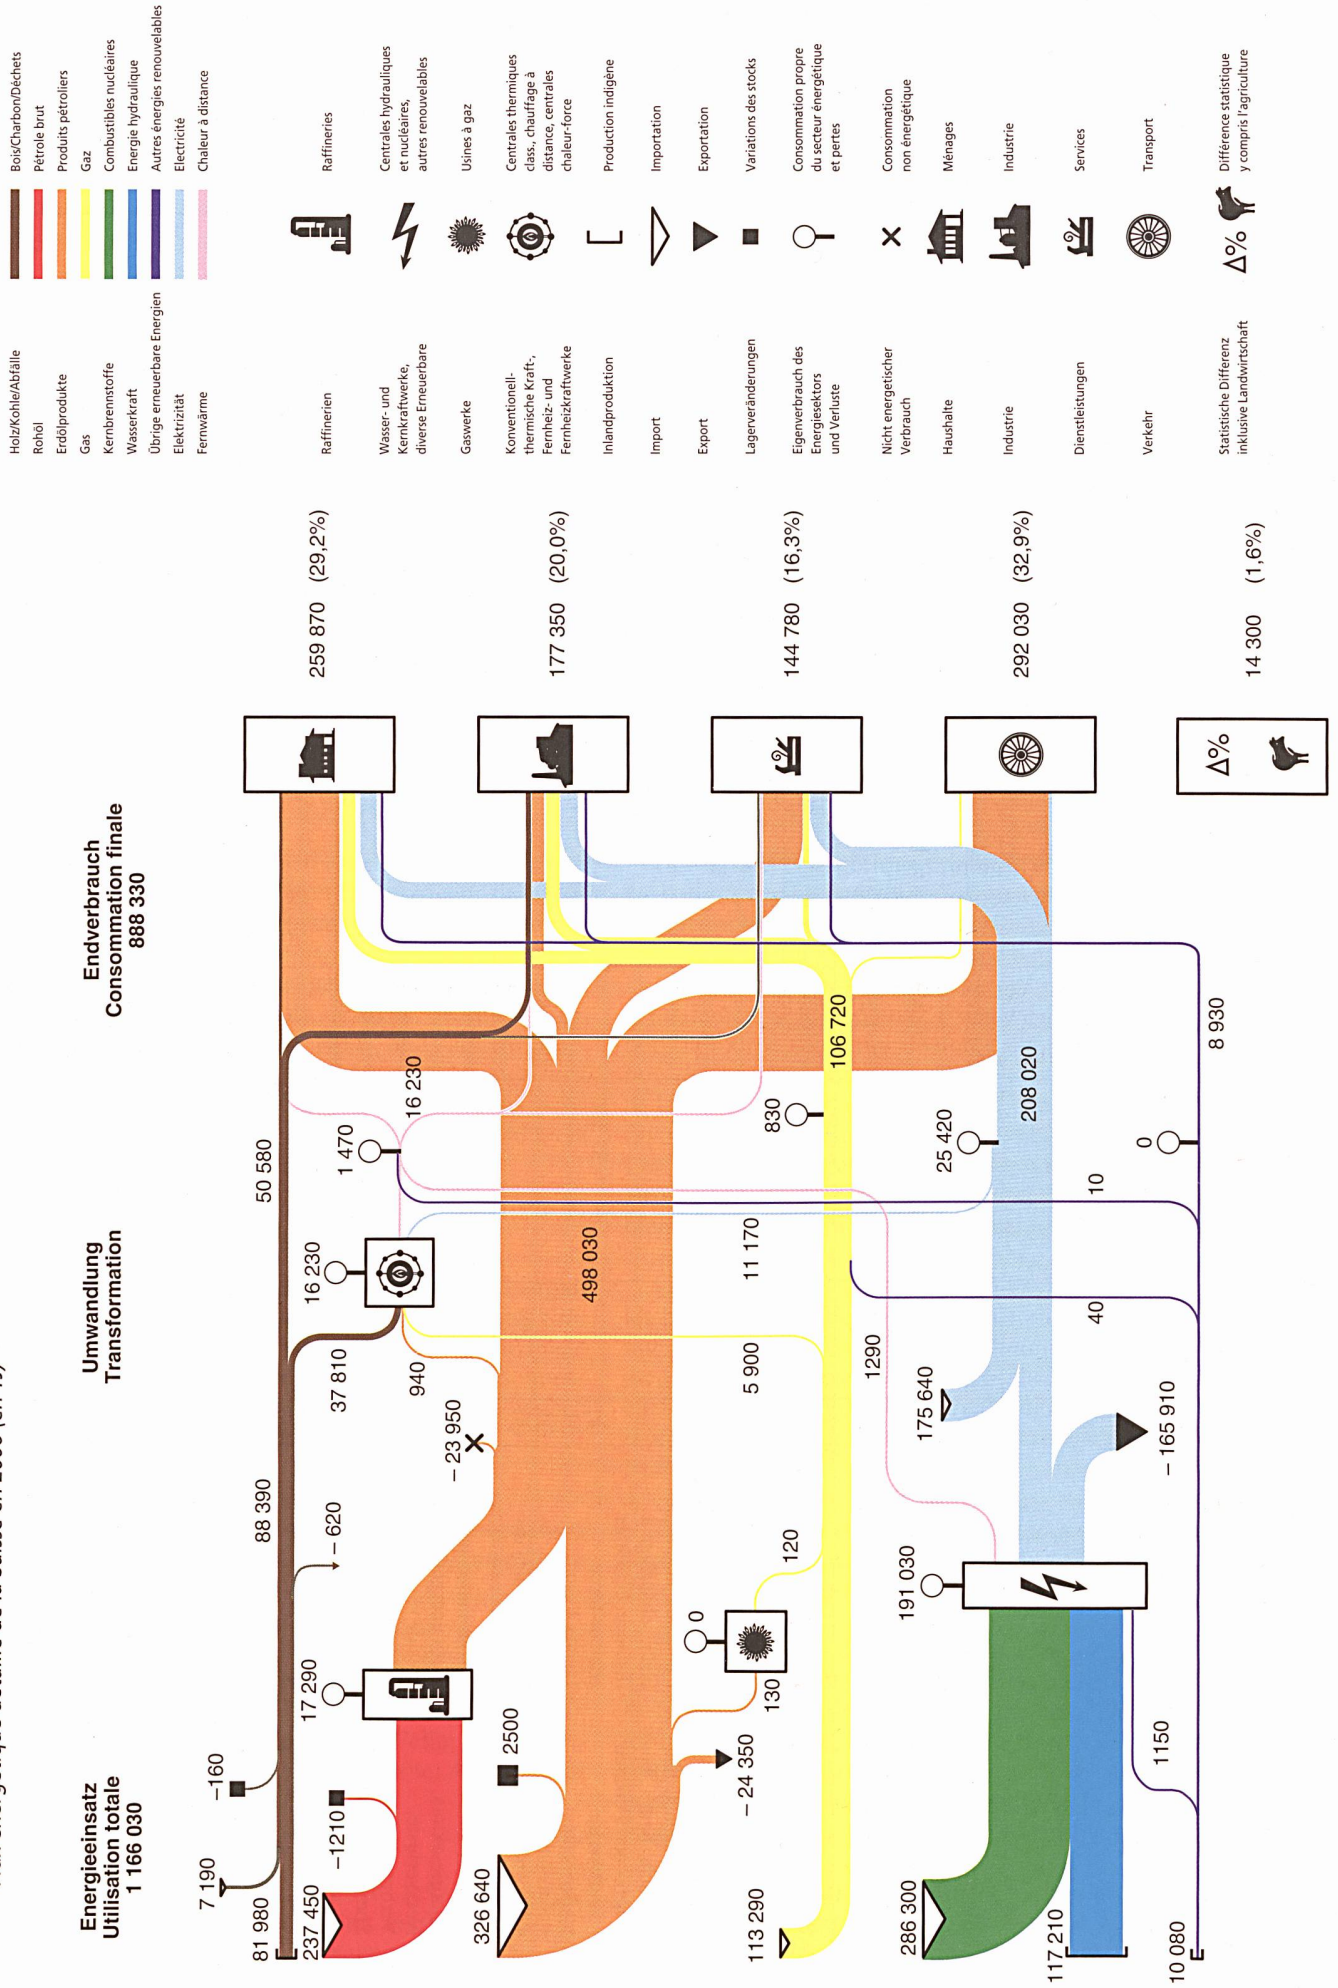 Energieeinsatz
Utilisation totale
1 166 030
Umwandlung
Transformation
Endverbrauch
Consommation finale
888 330
7 190
–160
81 980
88 390
– 620
50 580
237 450
–1210
17 290
37 810
16 230
1 470
16 230
940
326 640
2500
– 23 950
498 030
– 24 350
130
0
120
5 900
11 170
113 290
830
106 720
1290
286 300
191 030
175 640
25 420
208 020
117 210
– 165 910
1150
40
10
0
10 080
8 930
259 870 (29,2%)
177 350 (20,0%)
144 780 (16,3%)
292 030 (32,9%)
Δ%
14 300 (1,6%)
Holz/Kohle/Abfälle
Bois/Charbon/Déchets
Rohöl
Pétrole brut
Erdölprodukte
Produits pétroliers
Gas
Gaz
Kernbrennstoffe
Combustibles nucléaires
Wasserkraft
Energie hydraulique
Übrige erneuerbare Energien
Autres énergies renouvelables
Elektrizität
Electricité
Fernwärme
Chaleur à distance
Raffinerien
Raffineries
Wasser- und
Kernkraftwerke,
diverse Erneuerbare
Centrales hydrauliques
et nucléaires,
autres renouvelables
Gaswerke
Usines à gaz
Konventionell-
thermische Kraft-,
Fernheiz- und
Fernheizkraftwerke
Centrales thermiques
class., chauffage à
distance, centrales
chaleur-force
Inlandproduktion
Production indigène
Import
Importation
Export
Exportation
Lagerveränderungen
Variations des stocks
Eigenverbrauch des
Energiesektors
und Verluste
Consommation propre
du secteur énergétique
et pertes
Nicht energetischer
Verbrauch
Consommation
non énergétique
Haushalte
Ménages
Industrie
Industrie
Dienstleistungen
Services
Verkehr
Transport
Statistische Differenz
inklusive Landwirtschaft
Δ%
Différence statistique
y compris l'agriculture